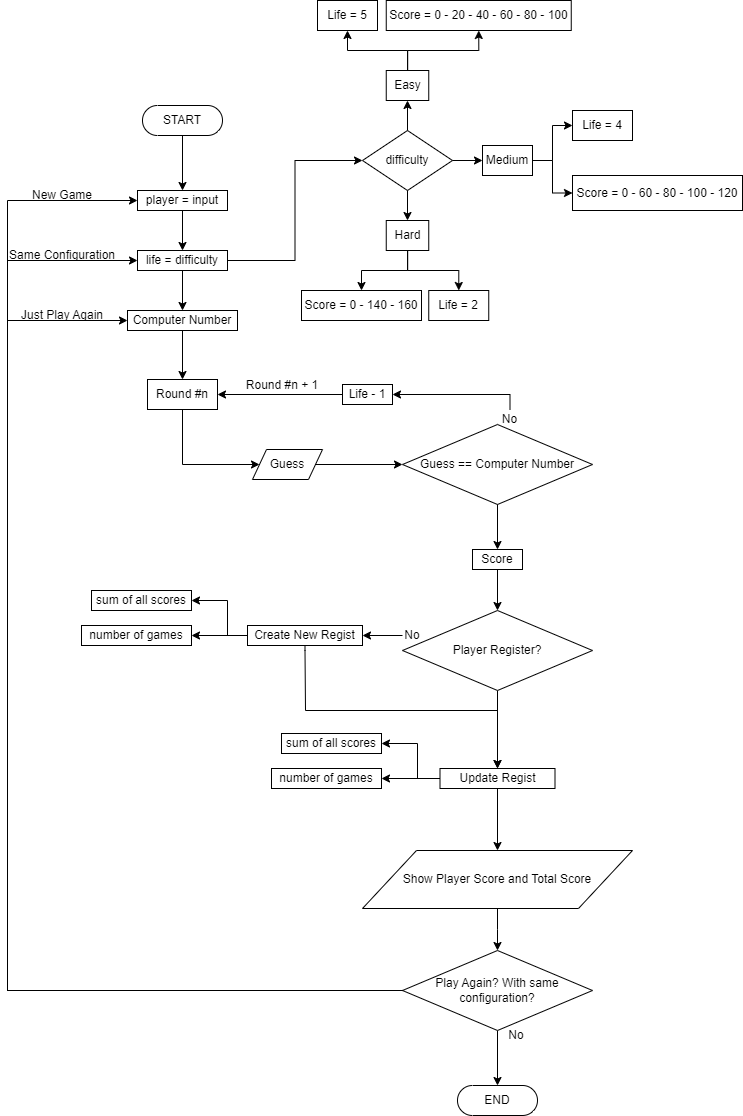 Life = 5
Score = 0 - 20 - 40 - 60 - 80 - 100
Easy
START
Life = 4
difficulty
Medium
New Game
player = input
Score = 0 - 60 - 80 - 100 - 120
Hard
Same Configuration
life = difficulty
Score = 0 - 140 - 160
Life = 2
Just Play Again
Computer Number
Round #n
Round #n + 1
Life - 1
No
Guess
Guess == Computer Number
Score
sum of all scores
number of games
Create New Regist
No
Player Register?
sum of all scores
number of games
Update Regist
Show Player Score and Total Score
Play Again? With same
configuration?
No
END